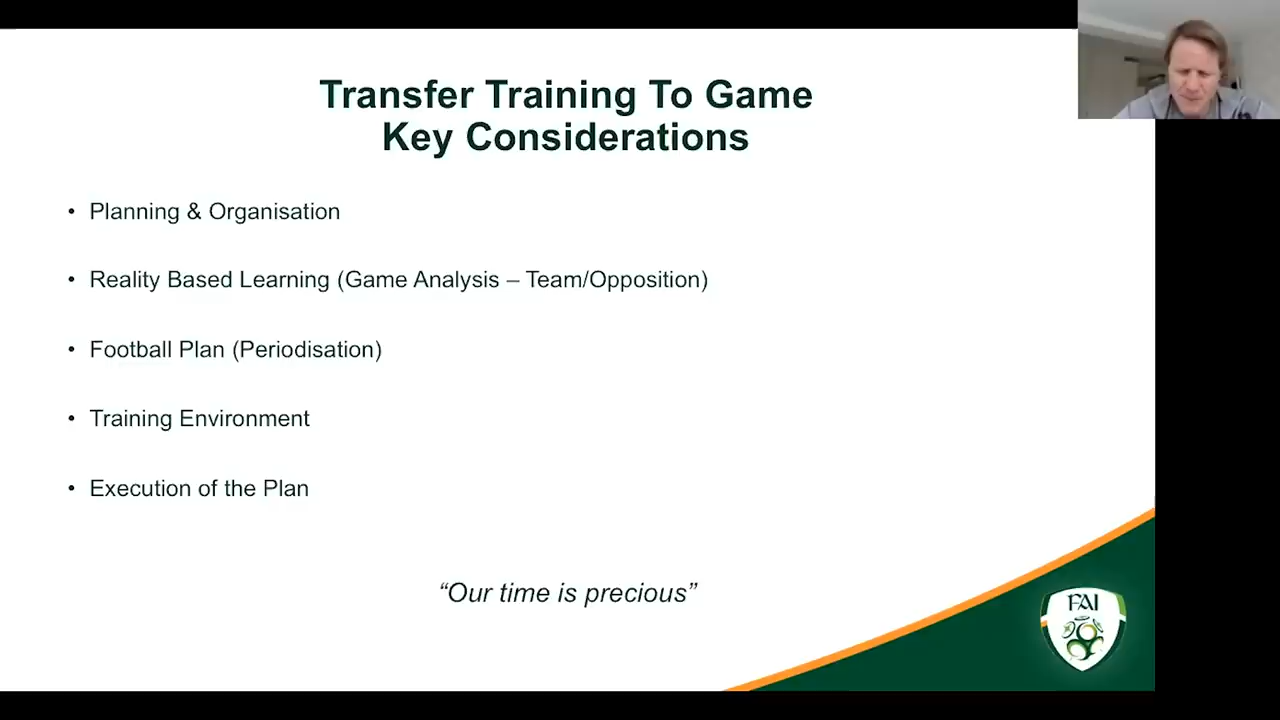 Transfer Training To Game
Key Considerations
• Planning & Organisation
• Reality Based Learning (Game Analysis – Team/Opposition)
• Football Plan (Periodisation)
• Training Environment
• Execution of the Plan
“Our time is precious”
FAI